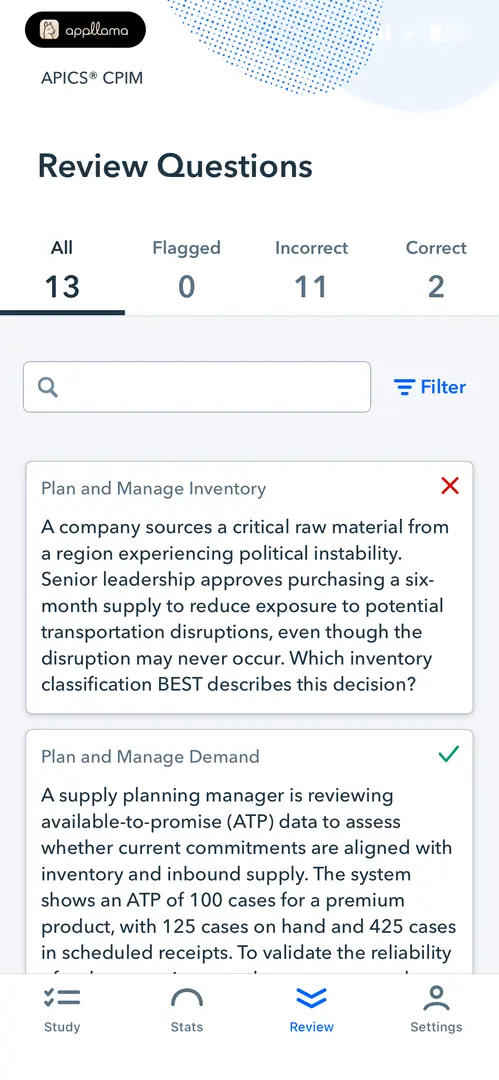 appllama
APICS® CPIM
Review Questions
All
Flagged
Incorrect
Correct
13
0
11
2
Filter
Plan and Manage Inventory
A company sources a critical raw material from
a region experiencing political instability.
Senior leadership approves purchasing a six-
month supply to reduce exposure to potential
transportation disruptions, even though the
disruption may never occur. Which inventory
classification BEST describes this decision?
Plan and Manage Demand
A supply planning manager is reviewing
available-to-promise (ATP) data to assess
whether current commitments are aligned with
inventory and inbound supply. The system
shows an ATP of 100 cases for a premium
product, with 125 cases on hand and 425 cases
in scheduled receipts. To validate the reliability
Study
Stats
Review
Settings